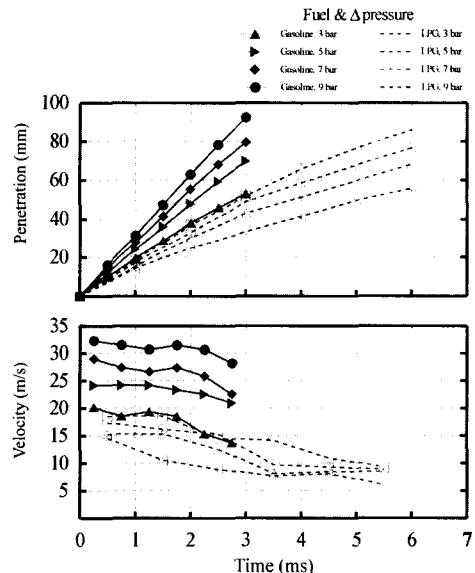 Fuel & Δpressure
Gasoline, 3 bar
LPG, 3 bar
Gasoline, 5 bar
LPG, 5 bar
Gasoline, 7 bar
LPG, 7 bar
Gasoline, 9 bar
LPG, 9 bar
100
80
60
40
20
Penetration (mm)
35
30
25
20
15
10
5
Velocity (m/s)
0 1 2 3 4 5 6 7
Time (ms)